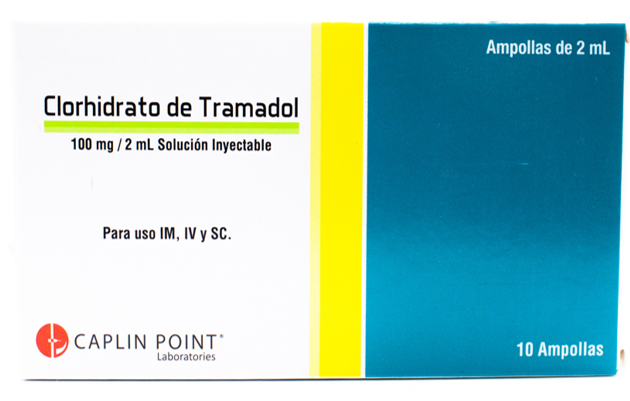 Ampollas de 2 mL
Clorhidrato de Tramadol
100 mg / 2 mL Solución Inyectable
Para uso IM, IV y SC.
CAPLIN POINT®
Laboratories
10 Ampollas